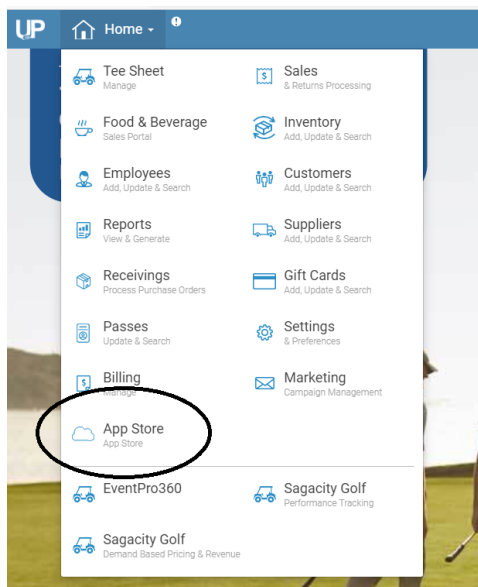 UP Home
Tee Sheet
Manage
Sales
& Returns Processing
Food & Beverage
Sales Portal
Inventory
Add, Update & Search
Employees
Add, Update & Search
Customers
Add, Update & Search
Reports
View & Generate
Suppliers
Add, Update & Search
Receivings
Process Purchase Orders
Gift Cards
Add, Update & Search
Passes
Update & Search
Settings
& Preferences
Billing
Manage
Marketing
Campaign Management
App Store
App Store
EventPro360
Sagacity Golf
Performance Tracking
Sagacity Golf
Demand Based Pricing & Revenue